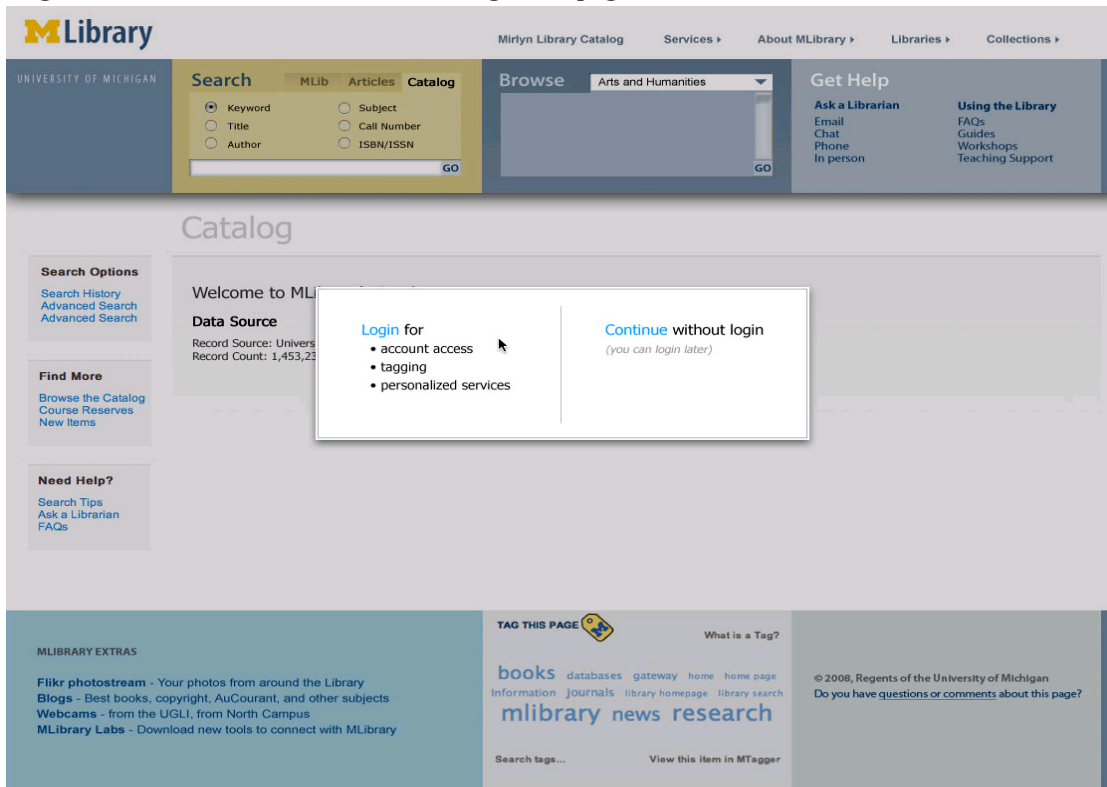 MLibrary
Mirlyn Library Catalog
Services
About MLibrary
Libraries
Collections
UNIVERSITY OF MICHIGAN
Search
MLib
Articles
Catalog
Keyword
Subject
Title
Call Number
Author
ISBN/ISSN
GO
Browse
Arts and Humanities
GO
Get Help
Ask a Librarian
Email
Chat
Phone
In person
Using the Library
FAQs
Guides
Workshops
Teaching Support
Catalog
Search Options
Search History
Advanced Search
Advanced Search
Find More
Browse the Catalog
Course Reserves
New Items
Need Help?
Search Tips
Ask a Librarian
FAQs
Welcome to
Data Source
Record Source:
Record Count:
Login for
• account access
• tagging
• personalized services
Continue without login
(you can login later)
MLIBRARY EXTRAS
Flikr photostream - Your photos from around the Library
Blogs - Best books, copyright, AuCourant, and other subjects
Webcams - from the UGLI, from North Campus
MLibrary Labs - Download new tools to connect with MLibrary
TAG THIS PAGE
What is a Tag?
books databases gateway home home page
Information journals library homepage library search
mlibrary news research
Search tags...
View this item in MTagger
© 2008, Regents of the University of Michigan
Do you have questions or comments about this page?